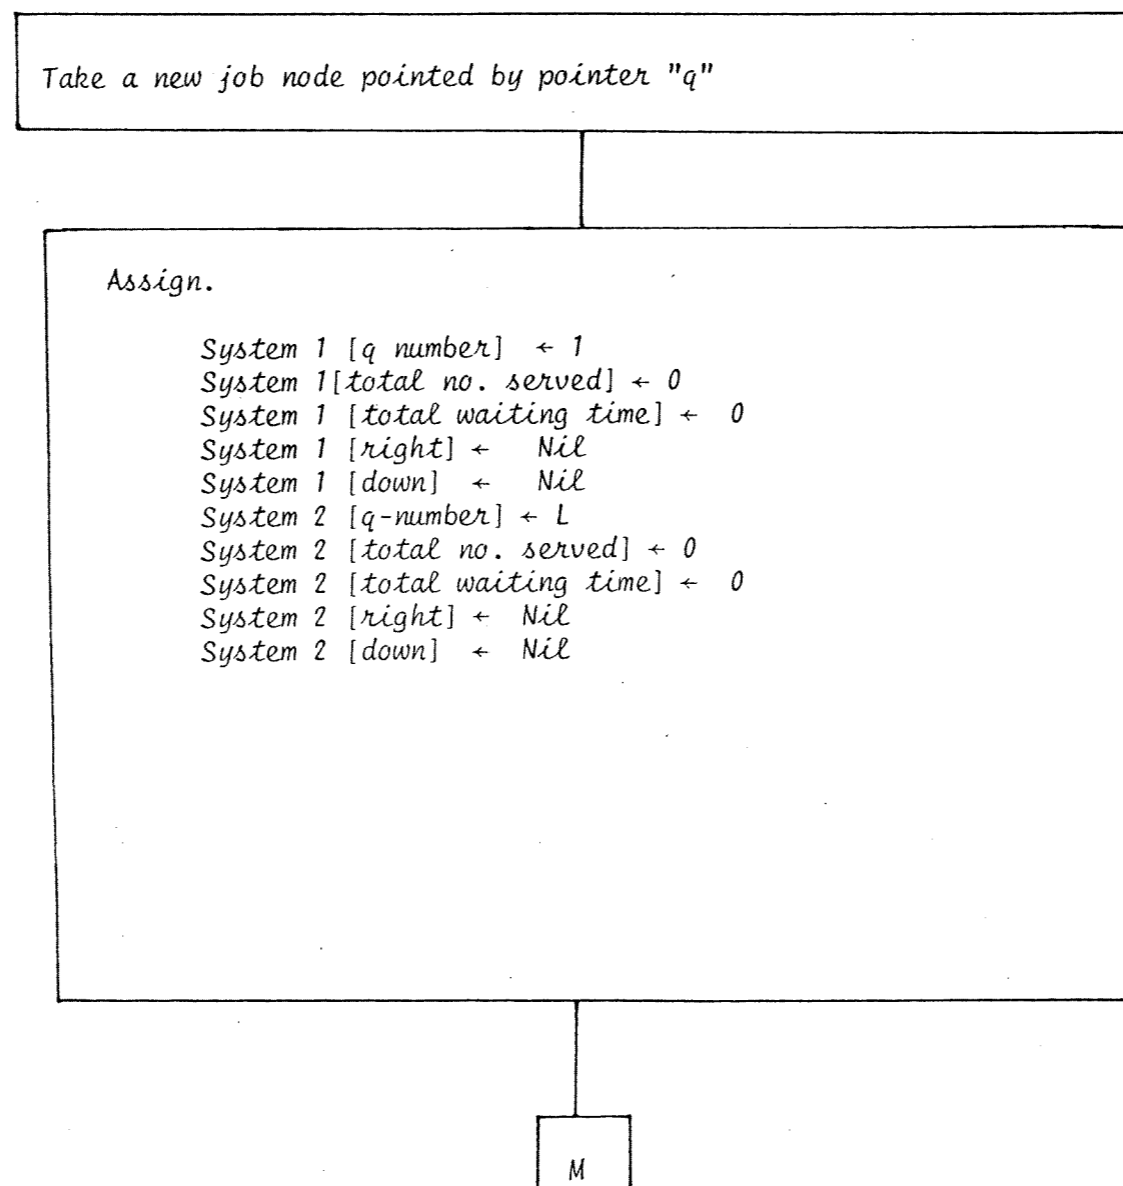 Take a new job node pointed by pointer "q"
Assign.
System 1 [q number] ← 1
System 1[total no. served] ← 0
System 1 [total waiting time] ← 0
System 1 [right] ← Nil
System 1 [down] ← Nil
System 2 [q-number] ← L
System 2 [total no. served] ← 0
System 2 [total waiting time] ← 0
System 2 [right] ← Nil
System 2 [down] ← Nil
M